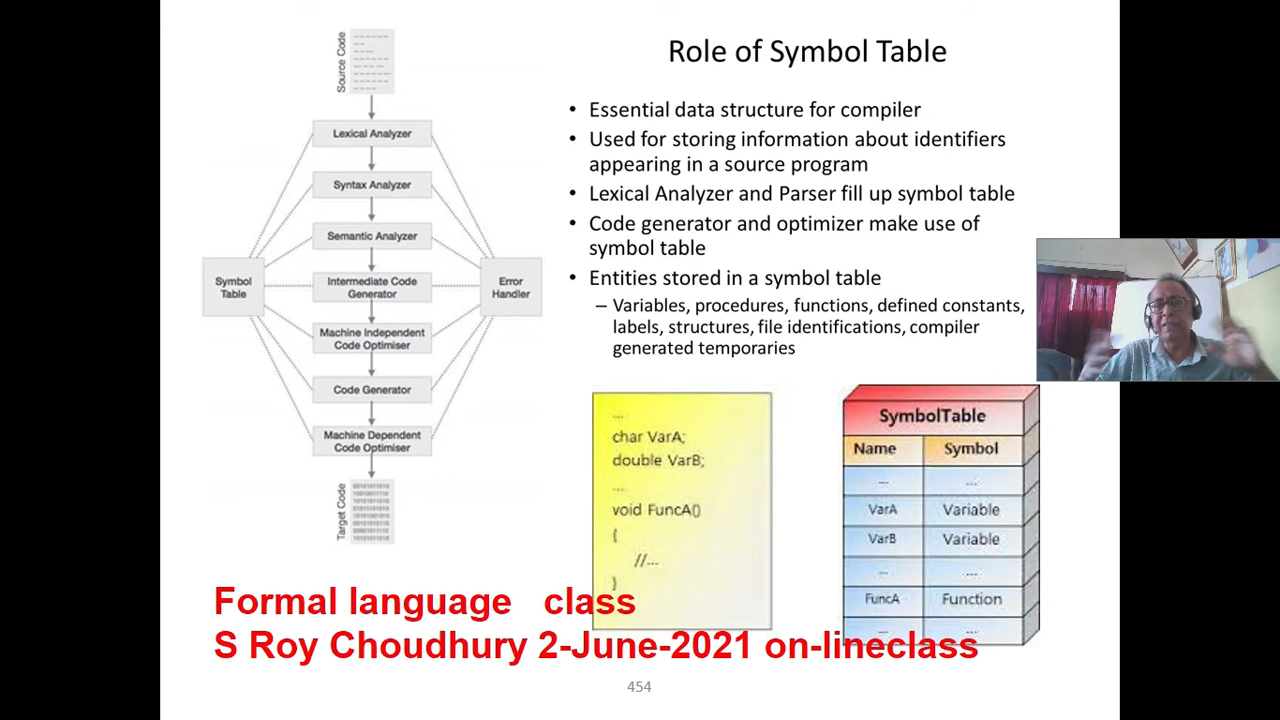 Role of Symbol Table
Source Code
Lexical Analyzer
Syntax Analyzer
Semantic Analyzer
Symbol
Table
Intermediate Code
Generator
Error
Handler
Machine Independent
Code Optimiser
Code Generator
Machine Dependent
Code Optimiser
Target Code
• Essential data structure for compiler
• Used for storing information about identifiers
appearing in a source program
• Lexical Analyzer and Parser fill up symbol table
• Code generator and optimizer make use of
symbol table
• Entities stored in a symbol table
– Variables, procedures, functions, defined constants,
labels, structures, file identifications, compiler
generated temporaries
...
char VarA;
double VarB;
...
void FuncA()
{
//...
}
SymbolTable
Name Symbol
... ...
VarA Variable
VarB Variable
... ...
FuncA Function
... ...
Formal language class
S Roy Choudhury 2-June-2021 on-lineclass
454